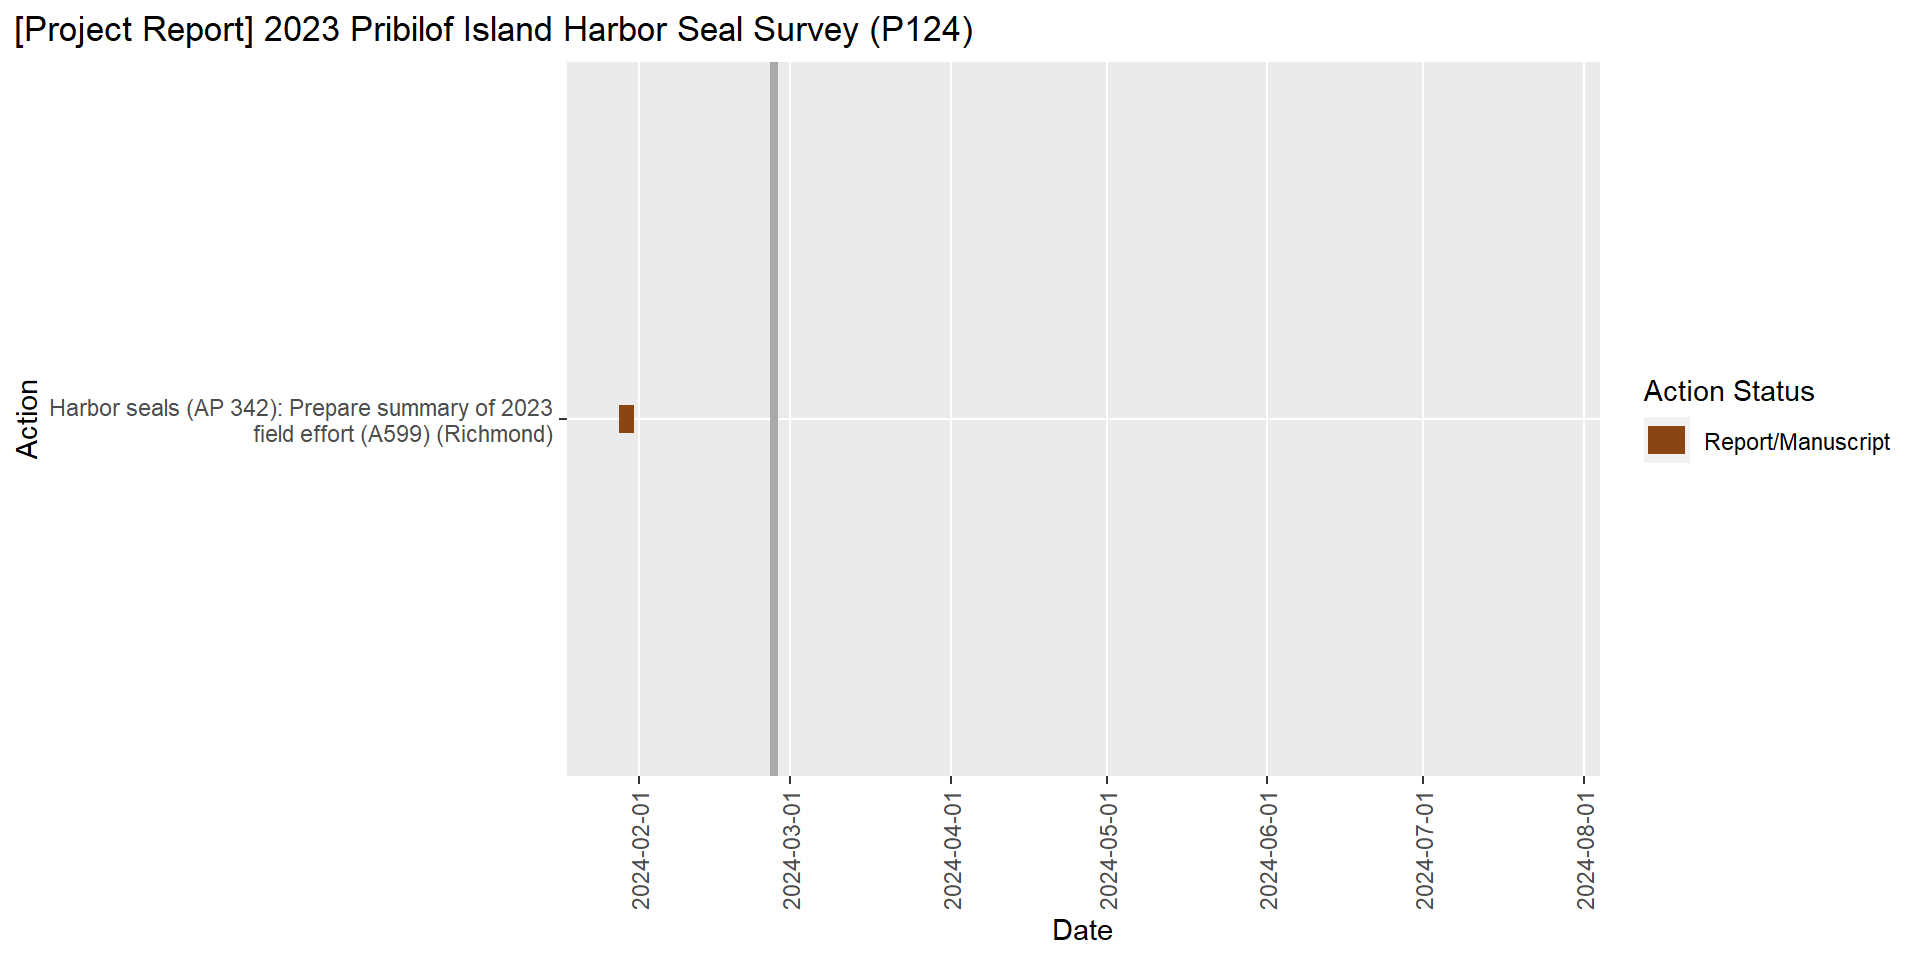 [Project Report] 2023 Pribilof Island Harbor Seal Survey (P124)
Action
Harbor seals (AP 342): Prepare summary of 2023
field effort (A599) (Richmond)
Action Status
Report/Manuscript
2024-02-01
2024-03-01
2024-04-01
2024-05-01
2024-06-01
2024-07-01
2024-08-01
Date